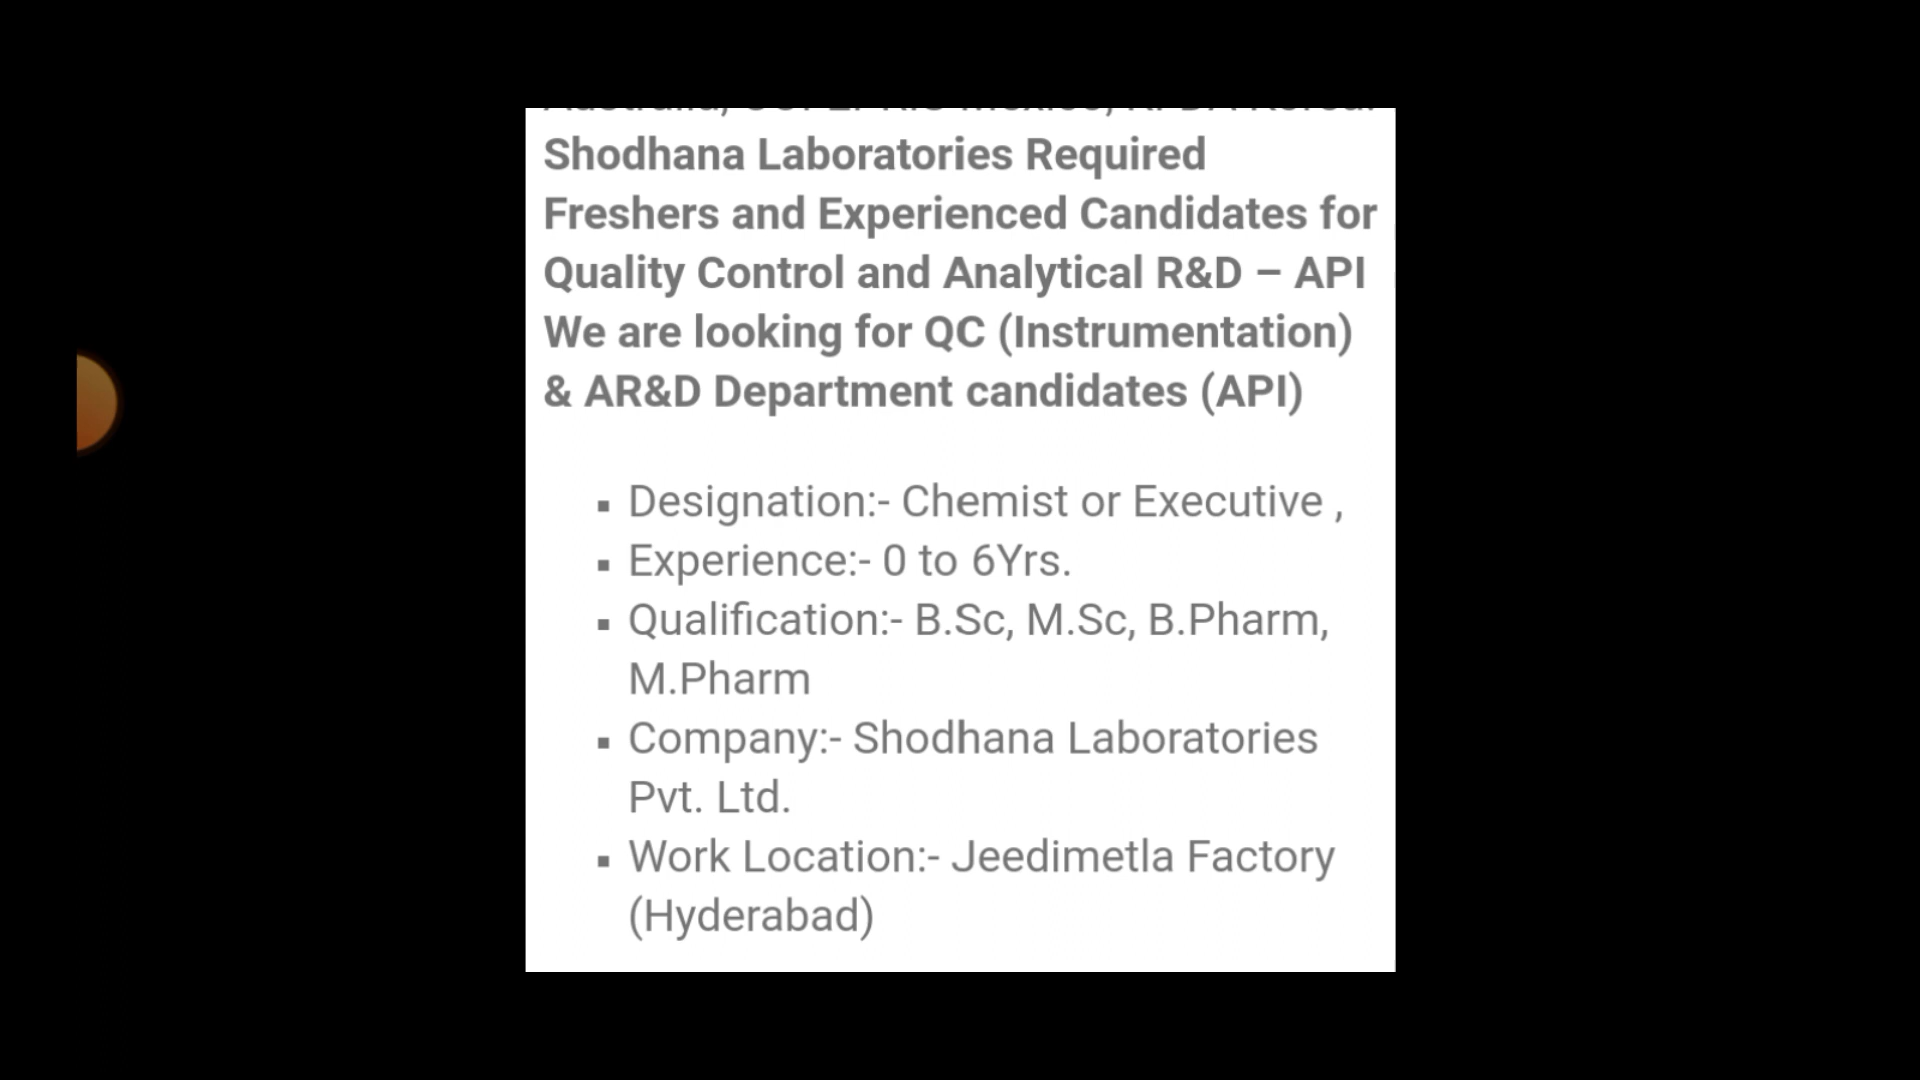 Shodhana Laboratories Required
Freshers and Experienced Candidates for
Quality Control and Analytical R&D – API
We are looking for QC (Instrumentation)
& AR&D Department candidates (API)
▪ Designation:- Chemist or Executive ,
▪ Experience:- 0 to 6Yrs.
▪ Qualification:- B.Sc, M.Sc, B.Pharm,
M.Pharm
▪ Company:- Shodhana Laboratories
Pvt. Ltd.
▪ Work Location:- Jeedimetla Factory
(Hyderabad)